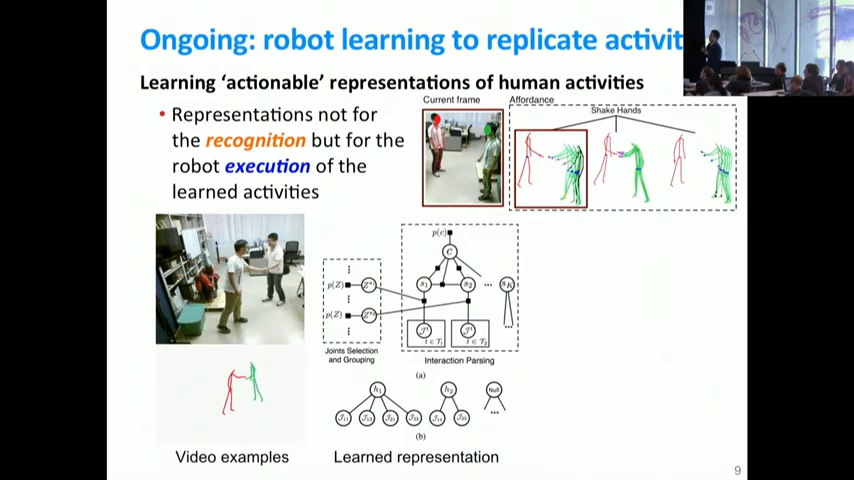 Ongoing: robot learning to replicate activit
Learning ‘actionable’ representations of human activities
• Representations not for
the recognition but for the
robot execution of the
learned activities
Current frame
Affordance
Shake Hands
p(c)
c
p(Z)
p(Z)
s₁
s₂
...
t ∈ T₁
t ∈ T₂
Joints Selection
and Grouping
Interaction Parsing
(a)
h₁
h₂
Null
...
(b)
Video examples
Learned representation
9